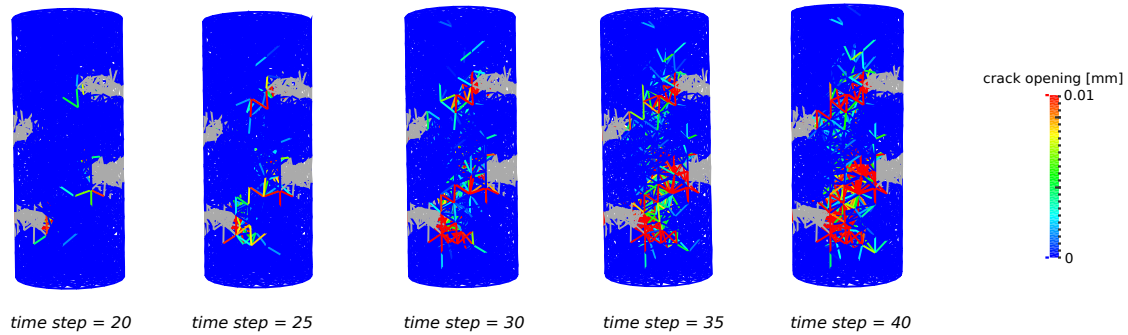 crack opening [mm]
0.01
0
time step = 20
time step = 25
time step = 30
time step = 35
time step = 40